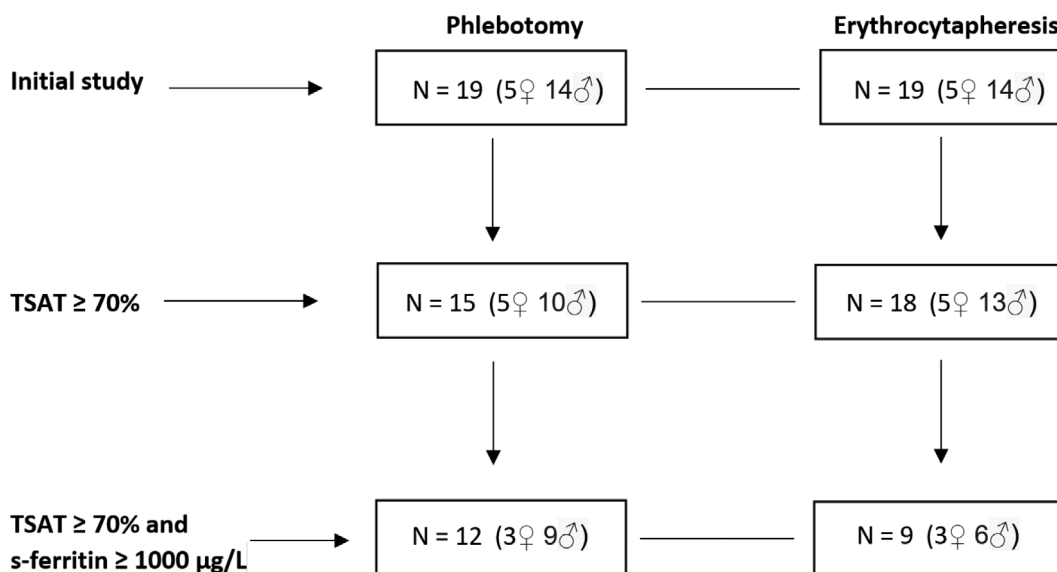 Phlebotomy Erythrocytapheresis
Initial study N = 19 (5♀ 14♂) N = 19 (5♀ 14♂)
TSAT ≥ 70% N = 15 (5♀ 10♂) N = 18 (5♀ 13♂)
TSAT ≥ 70% and
s-ferritin ≥ 1000 µg/L N = 12 (3♀ 9♂) N = 9 (3♀ 6♂)